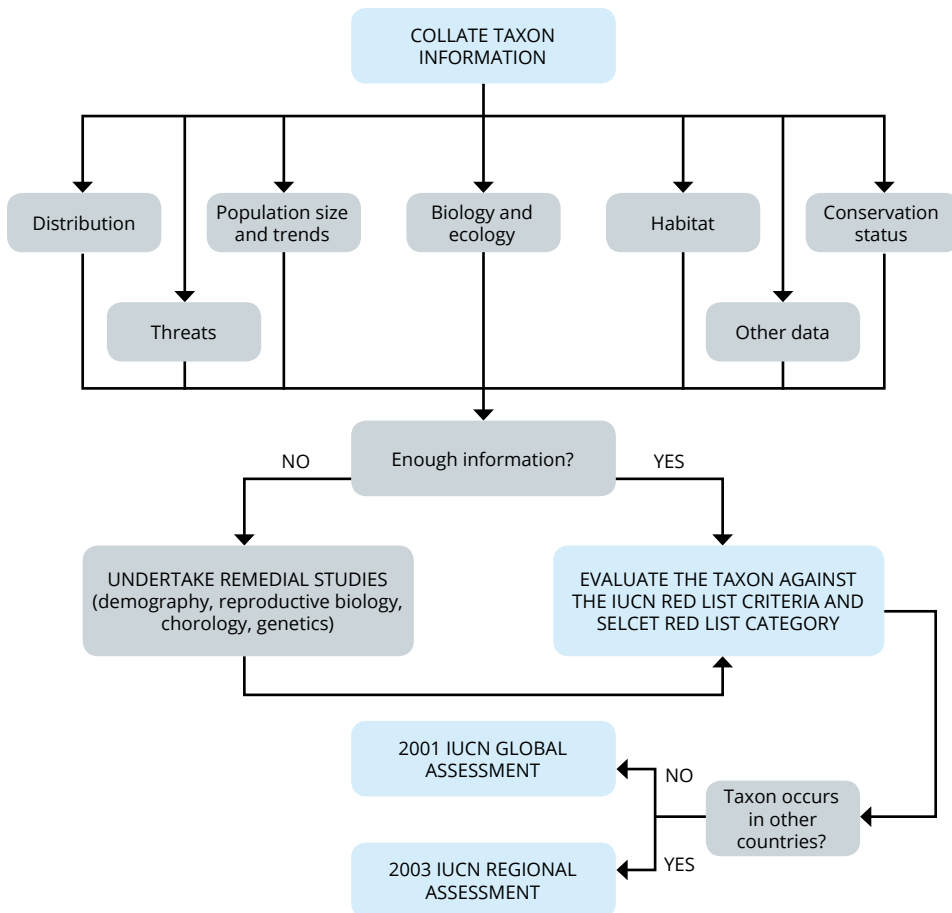 COLLATE TAXON
INFORMATION
Distribution
Population size
and trends
Biology and
ecology
Habitat
Conservation
status
Threats
Other data
Enough information?
NO
YES
UNDERTAKE REMEDIAL STUDIES
(demography, reproductive biology,
chorology, genetics)
EVALUATE THE TAXON AGAINST
THE IUCN RED LIST CRITERIA AND
SELCET RED LIST CATEGORY
2001 IUCN GLOBAL
ASSESSMENT
NO
Taxon occurs
in other
countries?
YES
2003 IUCN REGIONAL
ASSESSMENT